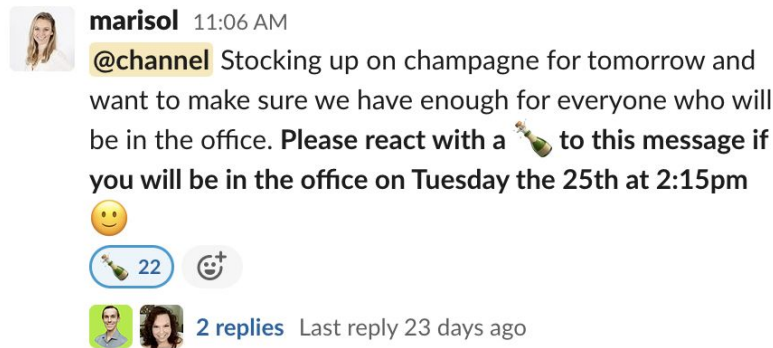 marisol 11:06 AM
@channel Stocking up on champagne for tomorrow and
want to make sure we have enough for everyone who will
be in the office. Please react with a 🍾 to this message if
you will be in the office on Tuesday the 25th at 2:15pm
🙂
🍾 22
2 replies Last reply 23 days ago